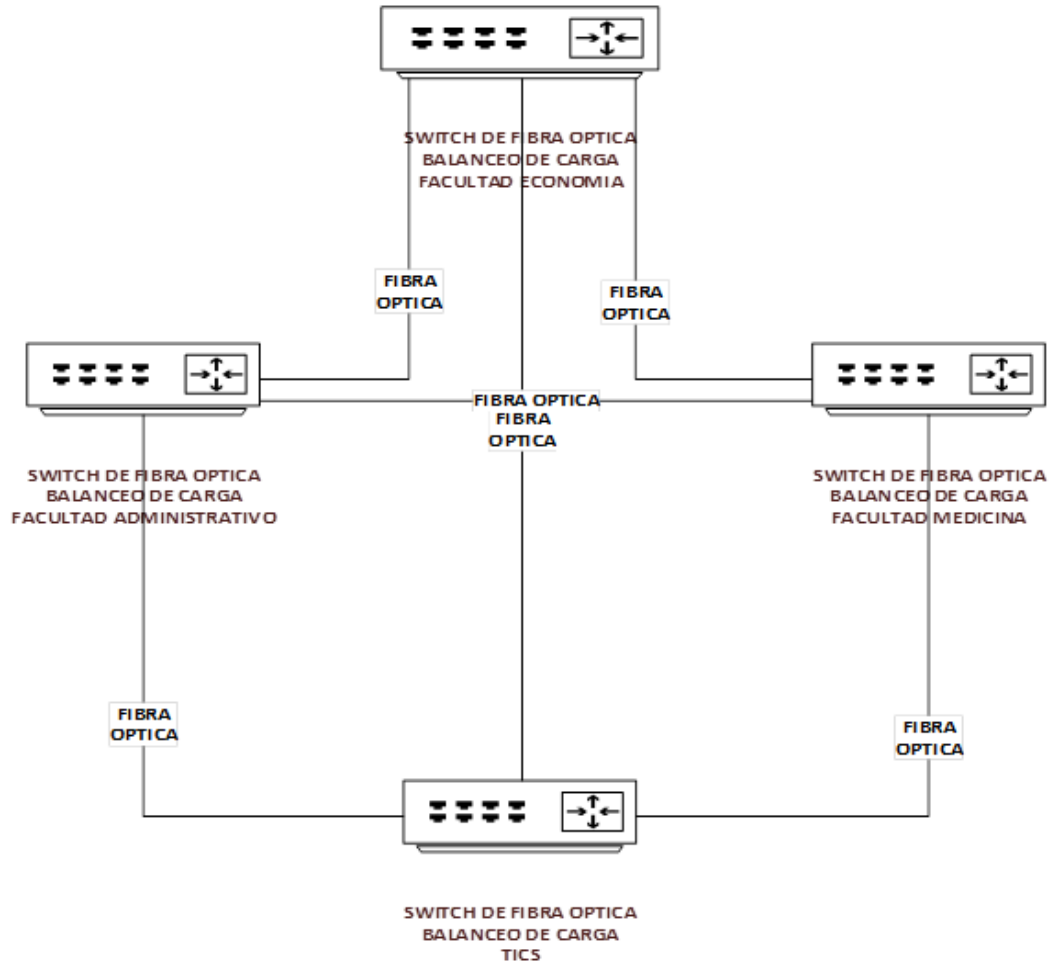 SWITCH DE FIBRA OPTICA
BALANCEO DE CARGA
FACULTAD ECONOMIA
FIBRA
OPTICA
FIBRA
OPTICA
FIBRA OPTICA
FIBRA
OPTICA
SWITCH DE FIBRA OPTICA
BALANCEO DE CARGA
FACULTAD ADMINISTRATIVO
SWITCH DE FIBRA OPTICA
BALANCEO DE CARGA
FACULTAD MEDICINA
FIBRA
OPTICA
FIBRA
OPTICA
SWITCH DE FIBRA OPTICA
BALANCEO DE CARGA
TICS